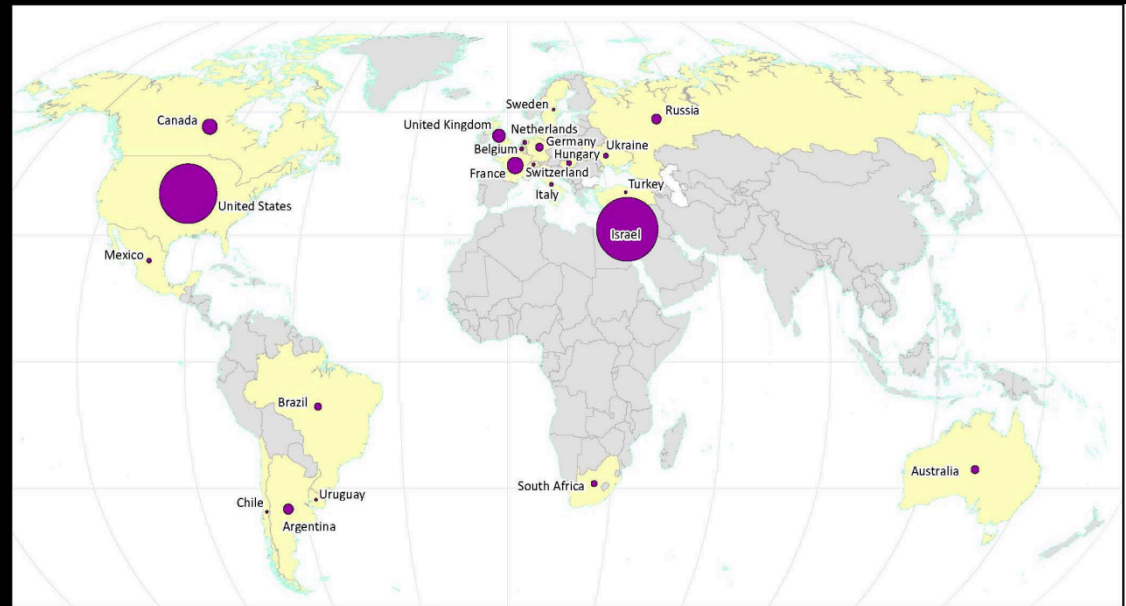 Sweden
Russia
Canada
United Kingdom
Netherlands
Germany
Ukraine
Belgium
Hungary
France
Switzerland
Turkey
Italy
United States
Israel
Mexico
Brazil
Australia
South Africa
Uruguay
Chile
Argentina